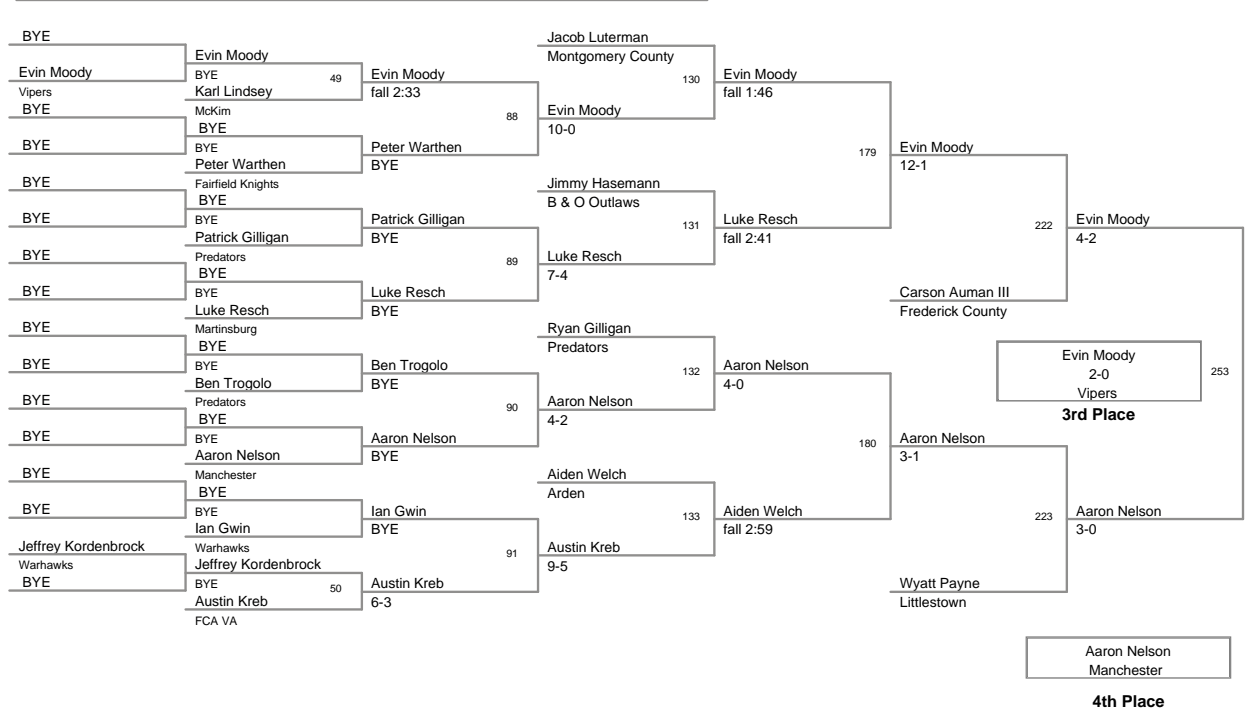 BYE
Evin Moody
Vipers
BYE
BYE
BYE
BYE
BYE
BYE
BYE
BYE
BYE
BYE
BYE
BYE
Jeffrey Kordenbrock
Warhawks
BYE
Evin Moody
BYE
49
Karl Lindsey
McKim
BYE
BYE
Peter Warthen
Fairfield Knights
BYE
BYE
Patrick Gilligan
Predators
BYE
BYE
Luke Resch
Martinsburg
BYE
BYE
Ben Trogolo
Predators
BYE
BYE
Aaron Nelson
Manchester
BYE
BYE
Ian Gwin
Warhawks
Jeffrey Kordenbrock
BYE
50
Austin Kreb
FCA VA
Evin Moody
fall 2:33
88
Peter Warthen
BYE
Patrick Gilligan
BYE
89
Luke Resch
BYE
Ben Trogolo
BYE
90
Aaron Nelson
BYE
Ian Gwin
BYE
91
Austin Kreb
6-3
Jacob Luterman
Montgomery County
130
Evin Moody
10-0
Jimmy Hasemann
B & O Outlaws
131
Luke Resch
7-4
Ryan Gilligan
Predators
132
Aaron Nelson
4-2
Aiden Welch
Arden
133
Austin Kreb
9-5
Evin Moody
fall 1:46
179
Luke Resch
fall 2:41
Aaron Nelson
4-0
180
Aiden Welch
fall 2:59
Evin Moody
12-1
222
Carson Auman III
Frederick County
Aaron Nelson
3-1
223
Wyatt Payne
Littlestown
Evin Moody
4-2
Evin Moody
2-0
Vipers
253
3rd Place
Aaron Nelson
3-0
Aaron Nelson
Manchester
4th Place